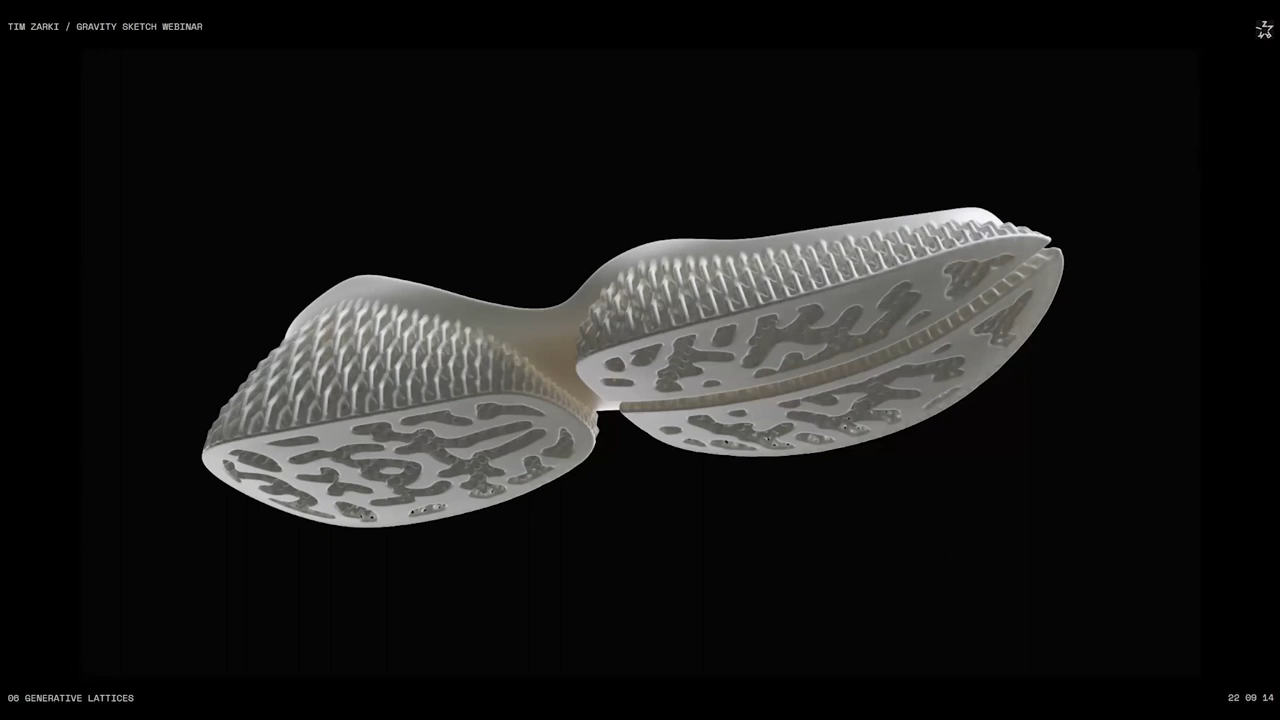 TIM ZARKI / GRAVITY SKETCH WEBINAR
06 GENERATIVE LATTICES
22 09 14